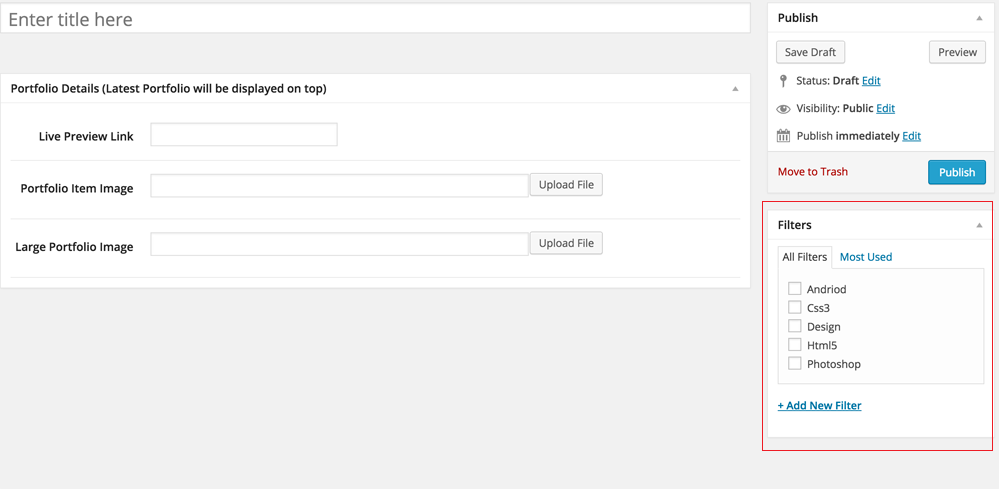 Enter title here
Portfolio Details (Latest Portfolio will be displayed on top)
Live Preview Link
Portfolio Item Image
Upload File
Large Portfolio Image
Upload File
Publish
Save Draft
Preview
Status: Draft Edit
Visibility: Public Edit
Publish immediately Edit
Move to Trash
Publish
Filters
All Filters
Most Used
Andriod
Css3
Design
Html5
Photoshop
+ Add New Filter